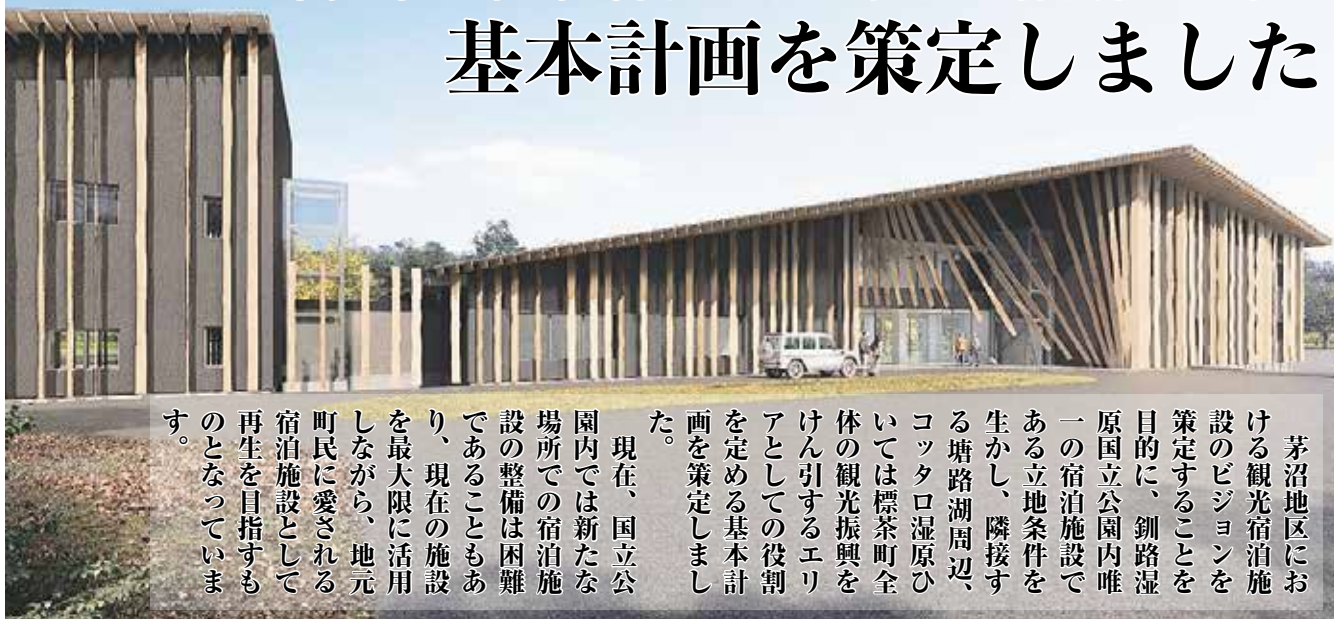 基本計画を策定しました
　茅沼地区にお
ける観光宿泊施
設のビジョンを
策定することを
目的に、釧路湿
原国立公園内唯
一の宿泊施設で
ある立地条件を
生かし、隣接す
る塘路湖周辺、
コッタロ湿原ひ
いては標茶町全
体の観光振興を
けん引するエリ
アとしての役割
を定める基本計
画を策定しまし
た。
　現在、国立公
園内では新たな
場所での宿泊施
設の整備は困難
であることもあ
り、現在の施設
を最大限に活用
しながら、地元
町民に愛される
宿泊施設として
再生を目指すも
のとなっていま
す。